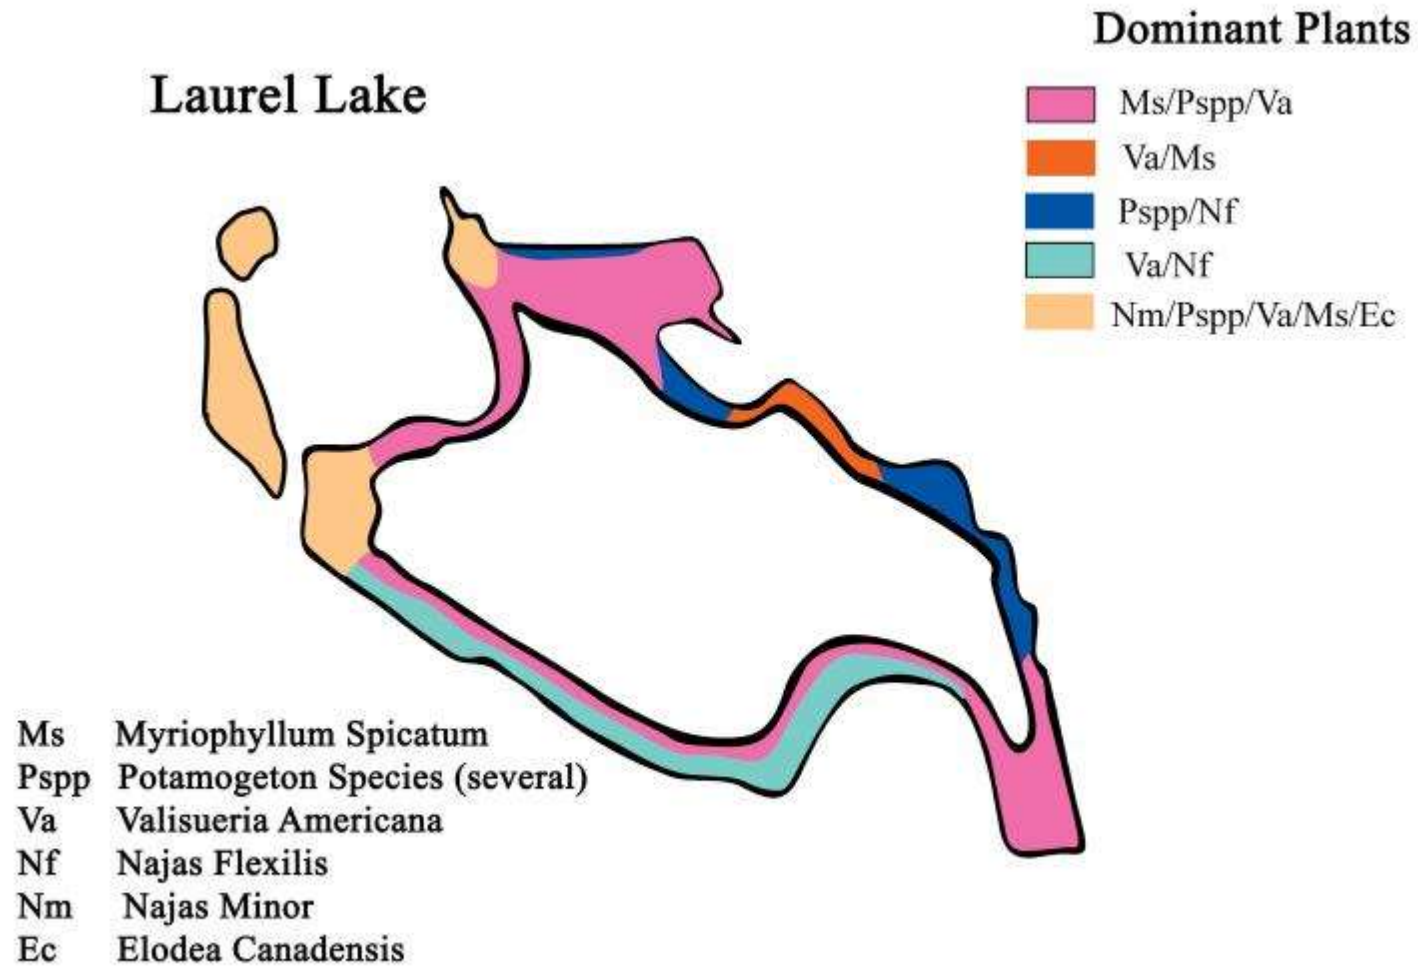 Dominant Plants
Laurel Lake
Ms/Pspp/Va
Va/Ms
Pspp/Nf
Va/Nf
Nm/Pspp/Va/Ms/Ec
Ms Myriophyllum Spicatum
Pspp Potamogeton Species (several)
Va Valisueria Americana
Nf Najas Flexilis
Nm Najas Minor
Ec Elodea Canadensis